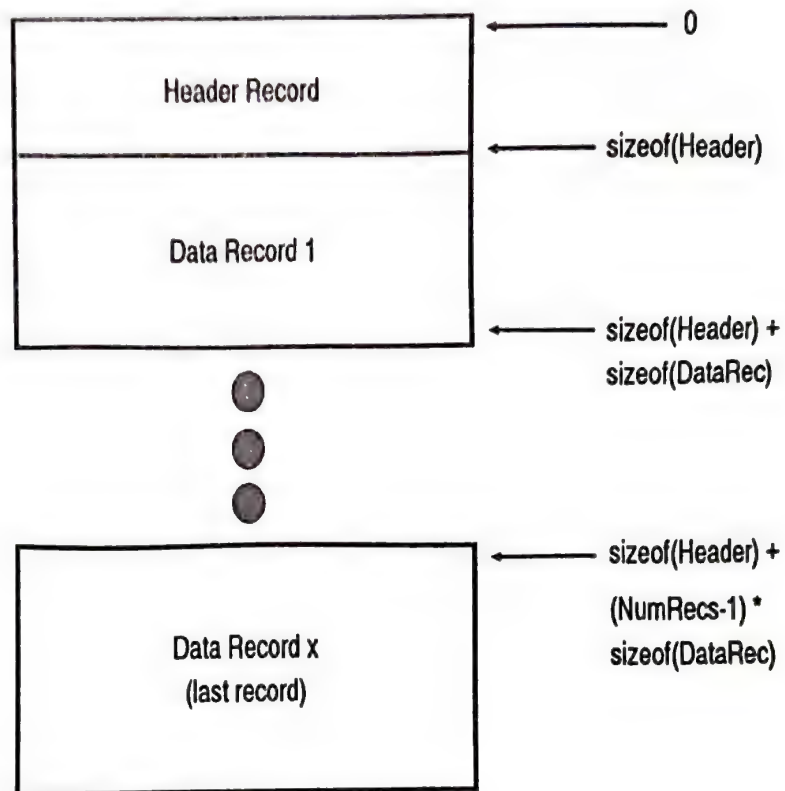 0
Header Record
sizeof(Header)
Data Record 1
sizeof(Header) +
sizeof(DataRec)
sizeof(Header) +
(NumRecs-1) *
sizeof(DataRec)
Data Record x
(last record)